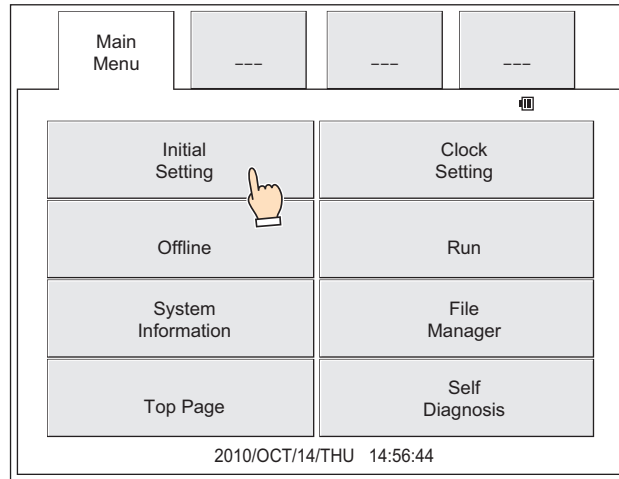 Main
Menu
---
---
---
Initial
Setting
Clock
Setting
Offline
Run
System
Information
File
Manager
Top Page
Self
Diagnosis
2010/OCT/14/THU 14:56:44